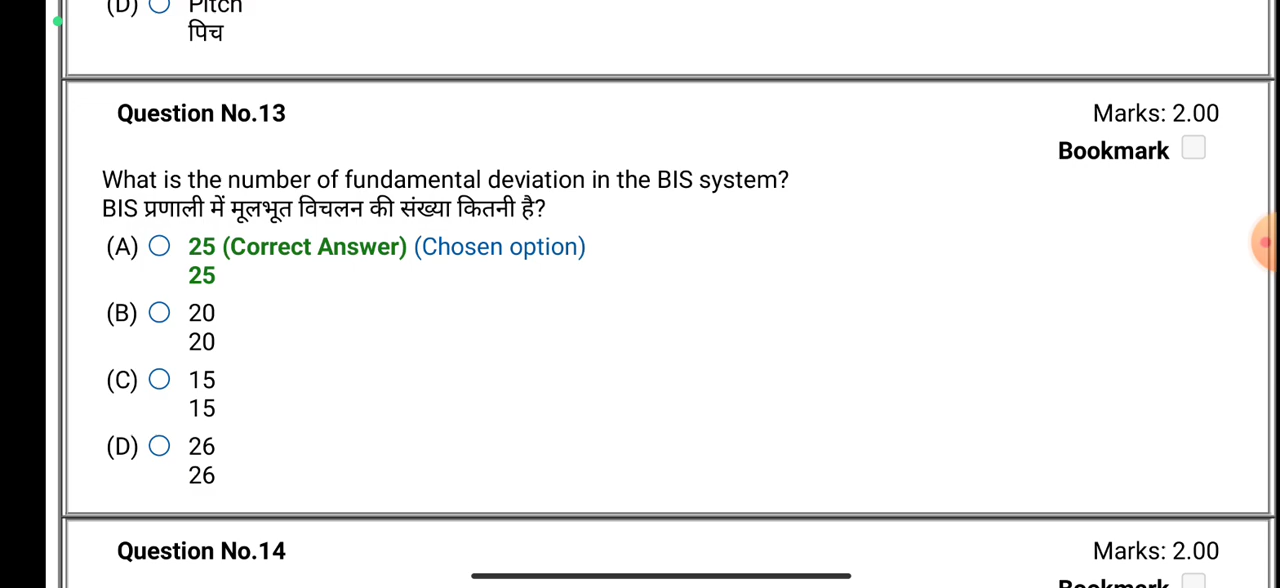 (D) Pitch
पिच
Question No.13 Marks: 2.00
Bookmark
What is the number of fundamental deviation in the BIS system?
BIS प्रणाली में मूलभूत विचलन की संख्या कितनी है?
(A) 25 (Correct Answer) (Chosen option)
25
(B) 20
20
(C) 15
15
(D) 26
26
Question No.14 Marks: 2.00
Bookmark